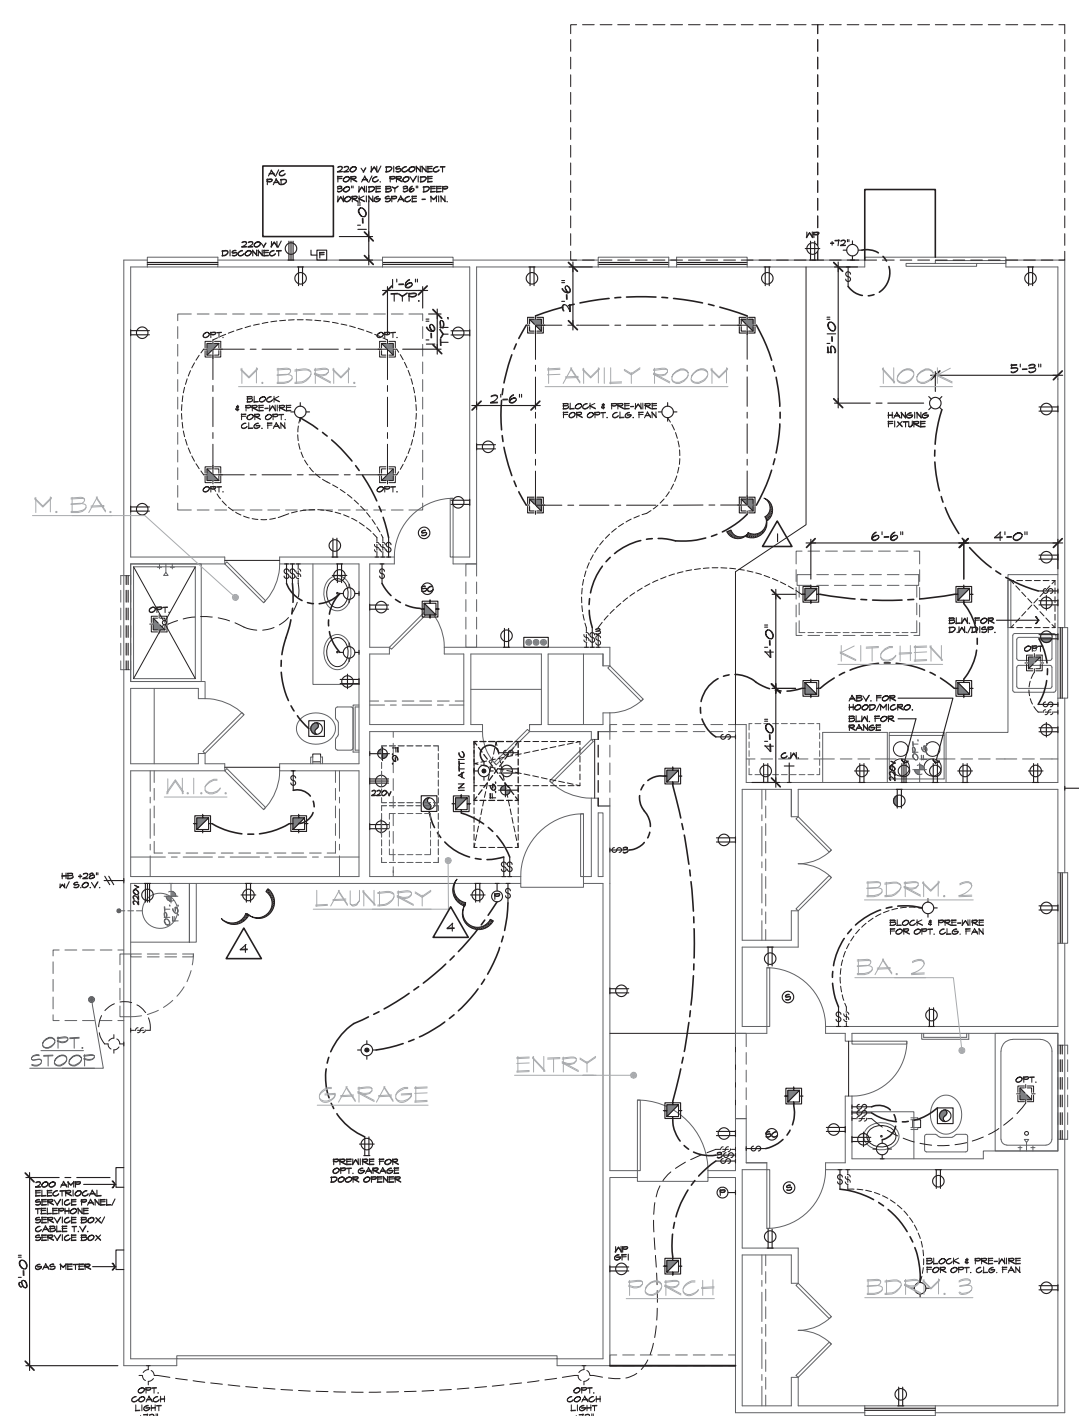 A/C
PAD
220 v W/ DISCONNECT
FOR A/C. PROVIDE
30" WIDE BY 36" DEEP
WORKING SPACE - MIN.
1'-0"
220v W/
DISCONNECT
F
WP
+72"
1'-6"
TYP.
1'-6"
TYP.
2'-6"
5'-10"
5'-3"
OPT.
OPT.
M. BDRM.
BLOCK
& PRE-WIRE
FOR OPT.
CLG. FAN
OPT.
OPT.
2'-6"
FAMILY ROOM
BLOCK & PRE-WIRE
FOR OPT. CLG. FAN
NOOK
HANGING
FIXTURE
M. BA.
S
1
6'-6"
4'-0"
OPT.
4'-0"
BLW. FOR
D.W./DISP.
KITCHEN
OPT
ABV. FOR
HOOD/MICRO.
BLW. FOR
RANGE
4'-0"
C.W.
220v
OPT.
F.G.
W.I.C.
220v
IN ATTIC
F.G.
HB +28"
W/ S.O.V.
220v
OPT.
F.G.
LAUNDRY
P
4
4
BDRM. 2
BLOCK & PRE-WIRE
FOR OPT. CLG. FAN
BA. 2
S
OPT.
STOOP
ENTRY
GARAGE
OPT.
PREWIRE FOR
OPT. GARAGE
DOOR OPENER
200 AMP
ELECTRIOCAL
SERVICE PANEL/
TELEPHONE
SERVICE BOX/
CABLE T.V.
SERVICE BOX
GAS METER
8'-0"
P
S
WP
GFI
PORCH
BLOCK & PRE-WIRE
FOR OPT. CLG. FAN
BDRM. 3
OPT.
COACH
LIGHT
OPT.
COACH
LIGHT